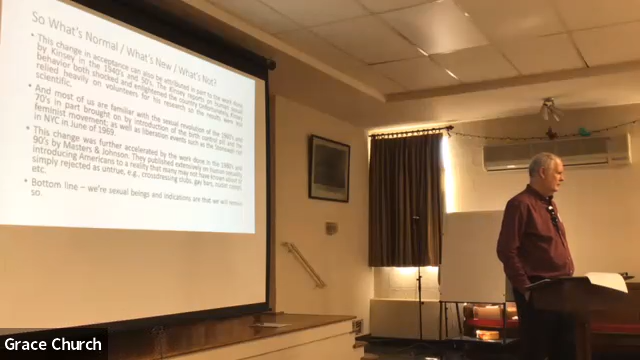 So What's Normal / What's New / What's Not?
• This change in acceptance can also be attributed in part to the work done
by Kinsey in the 1940's and 50's. The Kinsey reports on human sexual
behavior both shocked and enlightened the country. Unfortunately, Kinsey
relied heavily on volunteers for his research so the results were not
scientific.
• And most of us are familiar with the sexual revolution of the 1960's and
70's in part brought on by introduction of the birth control pill and the
feminist movement; as well as liberation events such as the Stonewall riot
in NYC in June of 1969.
• This change was further accelerated by the work done in the 1980's and
90's by Masters & Johnson. They published extensively on human sexuality
introducing Americans to a reality that many may not have known about or
simply rejected as untrue, e.g., crossdressing clubs, gay bars,
etc.
• Bottom line – we're sexual beings and indications are that we will remain
so.
Grace Church